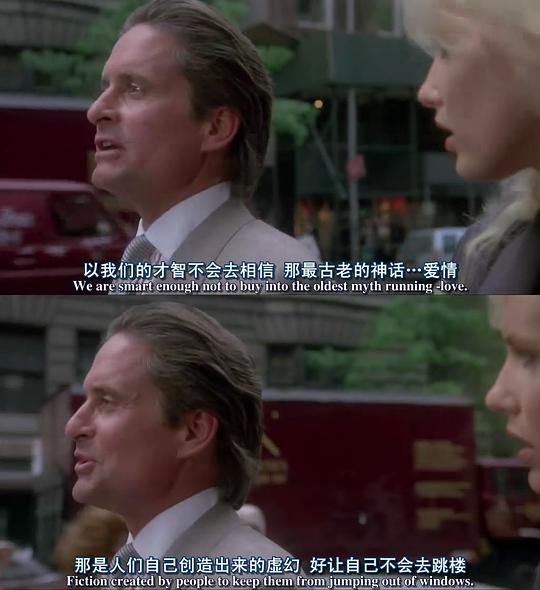 以我们的才智不会去相信 那最古老的神话…爱情
We are smart enough not to buy into the oldest myth running -love.
那是人们自己创造出来的虚幻 好让自己不会去跳楼
Fiction created by people to keep them from jumping out of windows.